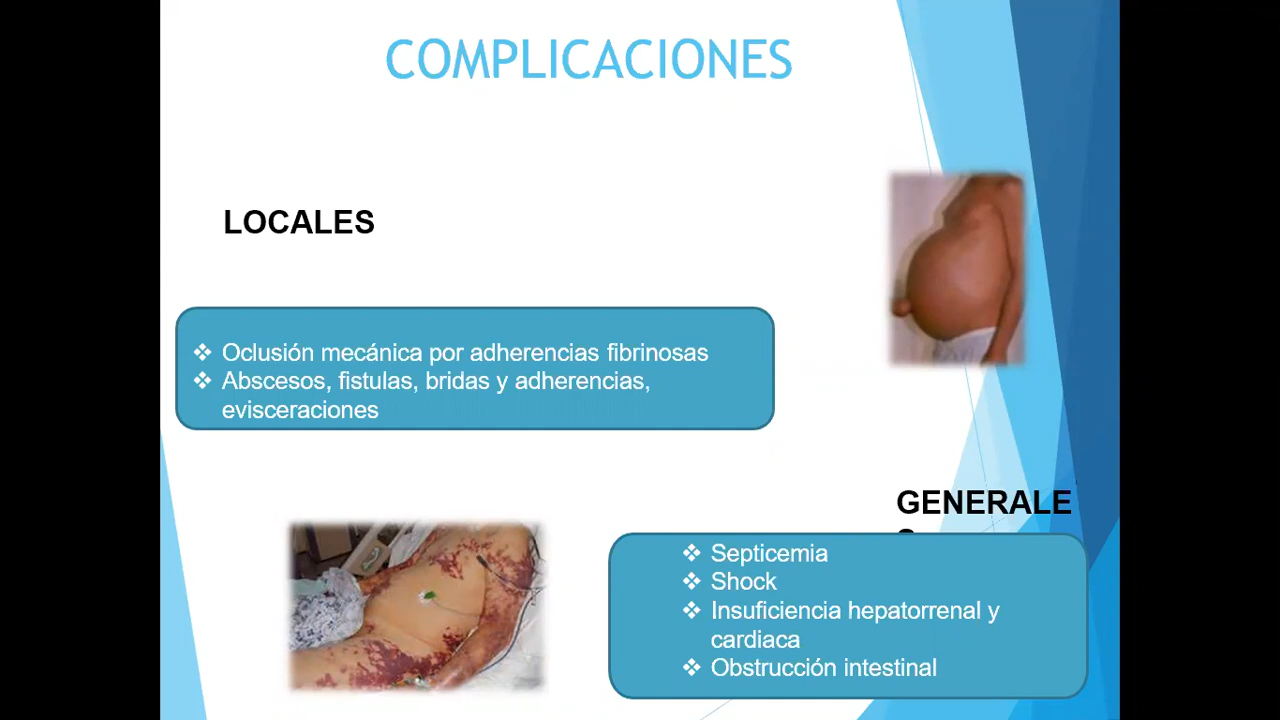 COMPLICACIONES
LOCALES
❖ Oclusión mecánica por adherencias fibrinosas
❖ Abscesos, fistulas, bridas y adherencias,
evisceraciones
GENERALE
❖ Septicemia
❖ Shock
❖ Insuficiencia hepatorrenal y
cardiaca
❖ Obstrucción intestinal